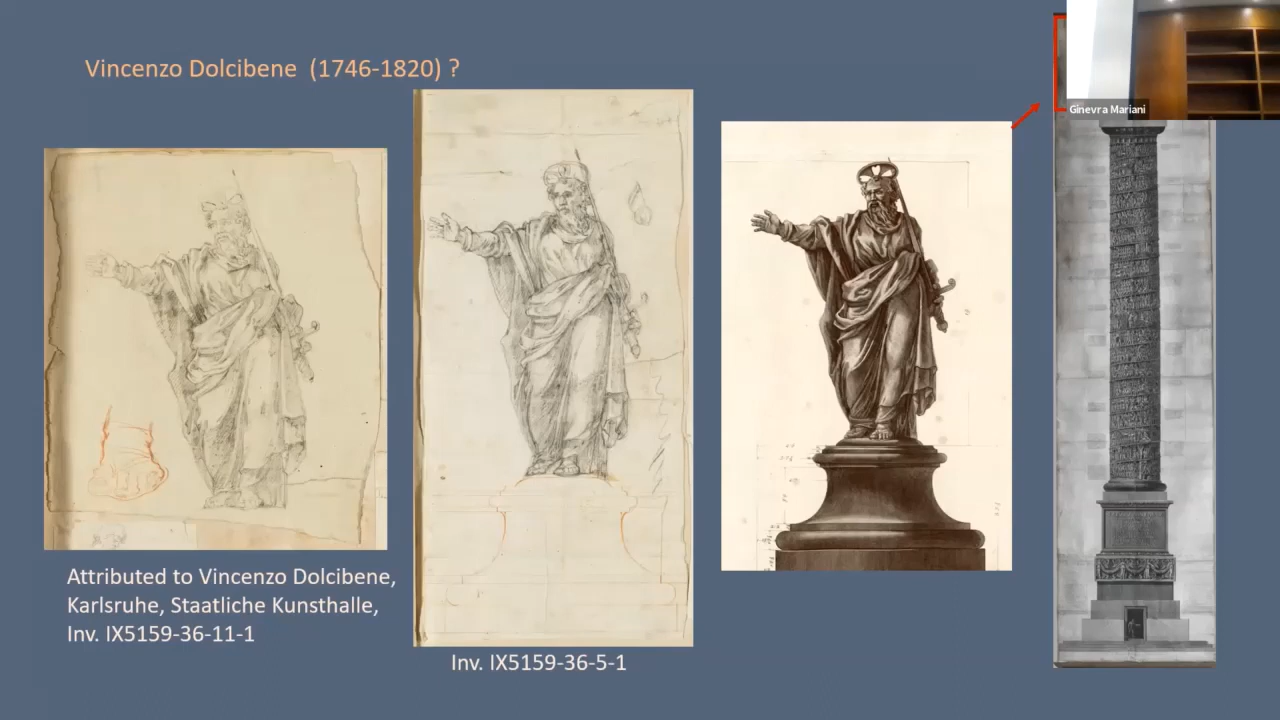 Vincenzo Dolcibene (1746-1820) ?
Ginevra Mariani
Attributed to Vincenzo Dolcibene,
Karlsruhe, Staatliche Kunsthalle,
Inv. IX5159-36-11-1
Inv. IX5159-36-5-1